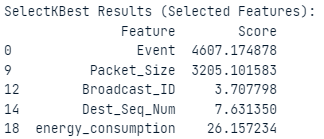 SelectKBest Results (Selected Features):
Feature Score
0 Event 4607.174878
9 Packet_Size 3205.101583
12 Broadcast_ID 3.707798
14 Dest_Seq_Num 7.631350
18 energy_consumption 26.157234